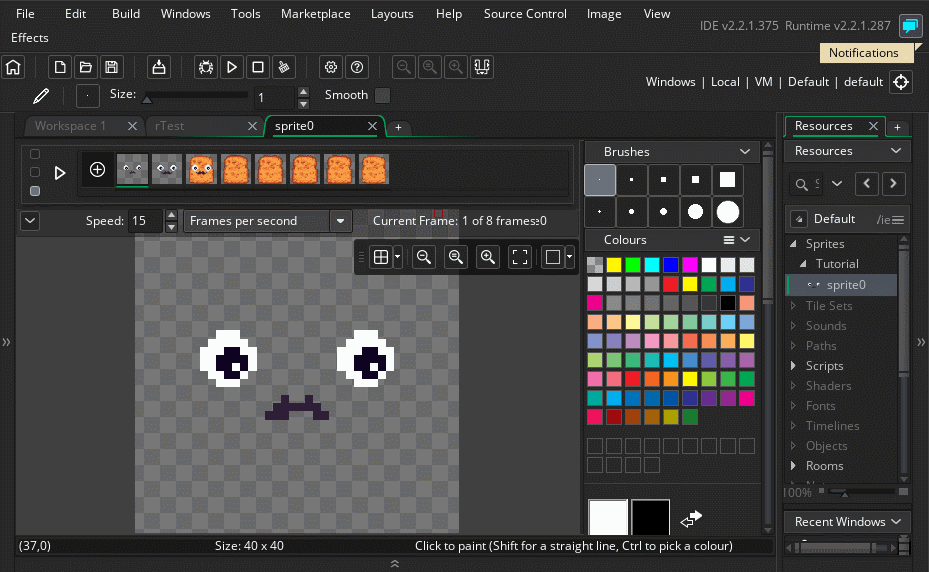 File Edit Build Windows Tools Marketplace Layouts Help Source Control Image View
Effects
IDE v2.2.1.375 Runtime v2.2.1.287
Notifications
Windows | Local | VM | Default | default
Size: 1 Smooth
Workspace 1 rTest sprite0
Speed: 15 Frames per second Current Frame: 1 of 8 frames:0
(37,0) Size: 40 x 40 Click to paint (Shift for a straight line, Ctrl to pick a colour)
Brushes
Colours
Resources
Resources
S
Default /ie
Sprites
Tutorial
sprite0
Tile Sets
Sounds
Paths
Scripts
Shaders
Fonts
Timelines
Objects
Rooms
100%
Recent Windows